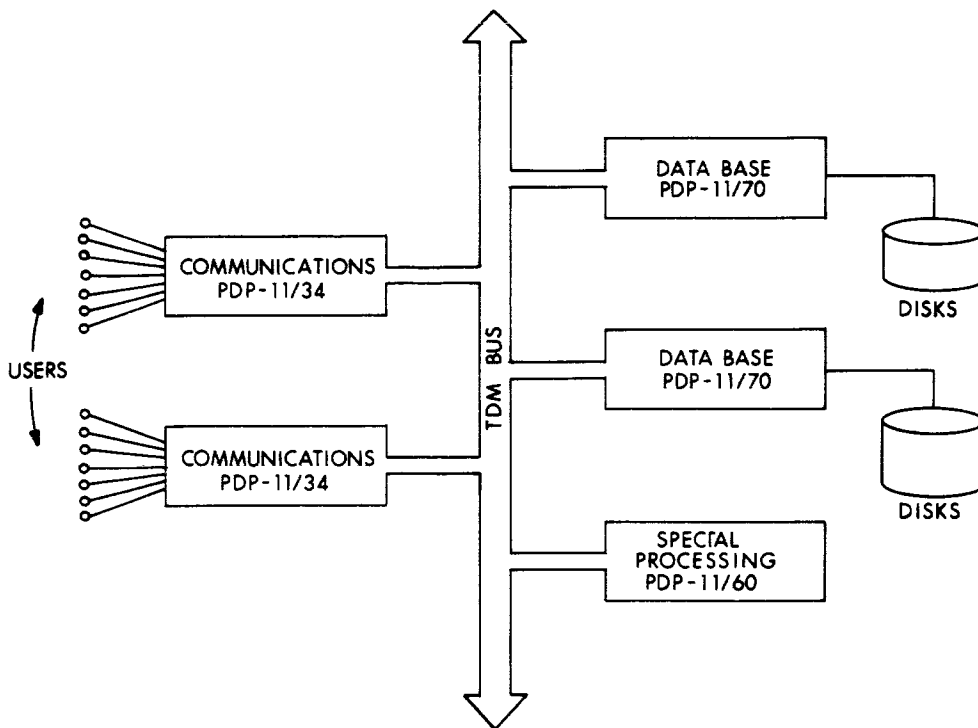 DATA BASE
PDP-11/70
DISKS
COMMUNICATIONS
PDP-11/34
USERS
TDM BUS
DATA BASE
PDP-11/70
DISKS
COMMUNICATIONS
PDP-11/34
SPECIAL
PROCESSING
PDP-11/60